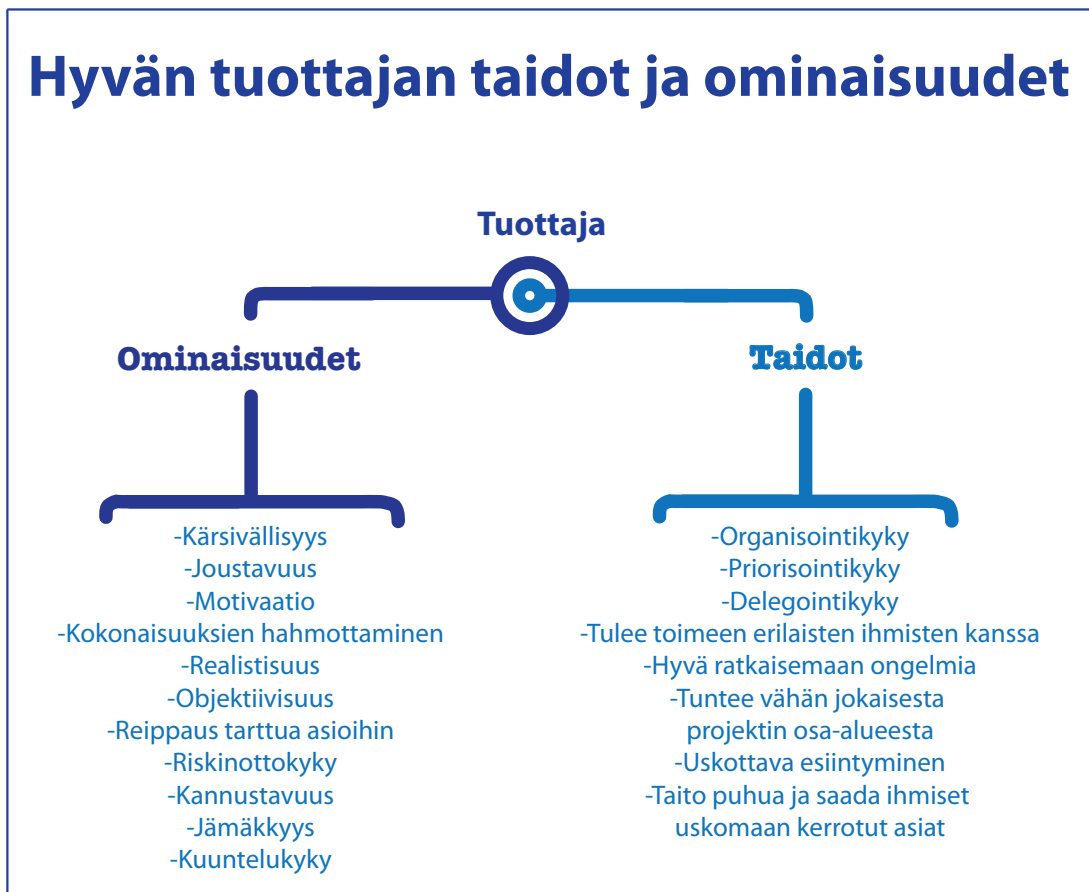 Hyvän tuottajan taidot ja ominaisuudet
Tuottaja
Ominaisuudet
-Kärsivällisyys
-Joustavuus
-Motivaatio
-Kokonaisuuksien hahmottaminen
-Realistisuus
-Objektiivisuus
-Reippaus tarttua asioihin
-Riskinottokyky
-Kannustavuus
-Jämäkkyys
-Kuuntelukyky
Taidot
-Organisointikyky
-Priorisointikyky
-Delegointikyky
-Tulee toimeen erilaisten ihmisten kanssa
-Hyvä ratkaisemaan ongelmia
-Tuntee vähän jokaisesta
projektin osa-alueesta
-Uskottava esiintyminen
-Taito puhua ja saada ihmiset
uskomaan kerrotut asiat